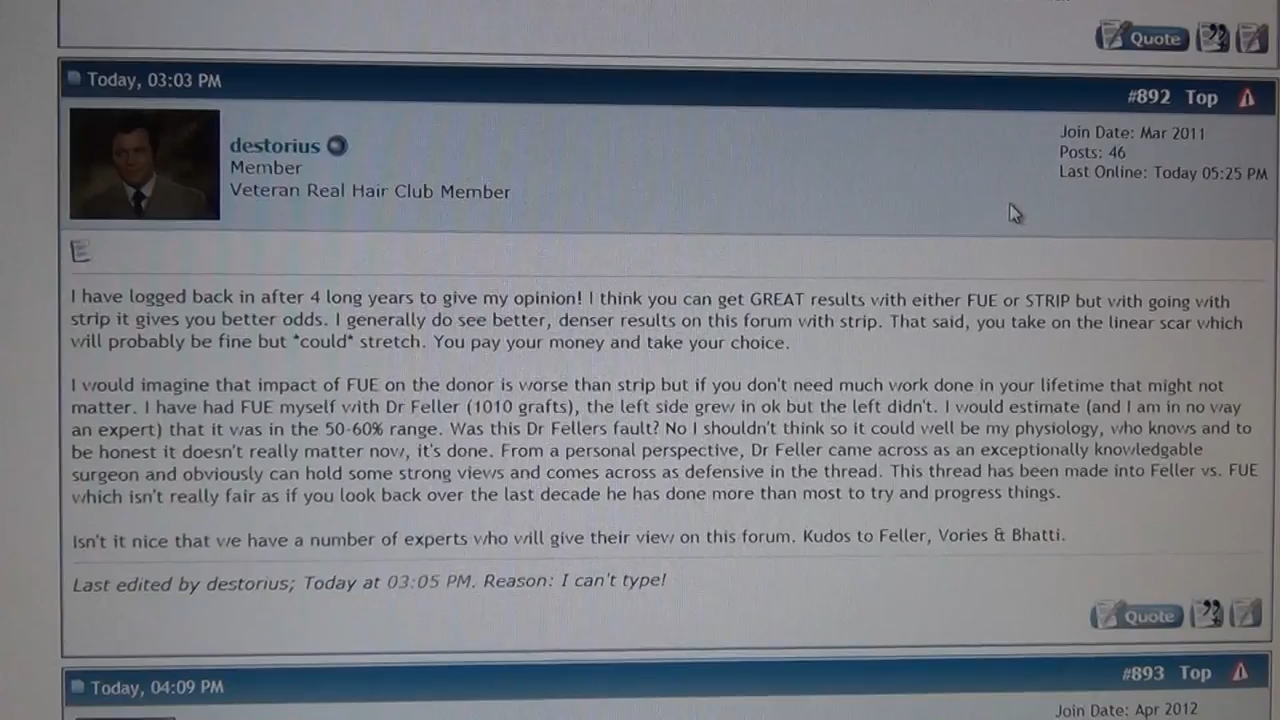 Quote
Today, 03:03 PM
#892 Top
destorius
Member
Veteran Real Hair Club Member
Join Date: Mar 2011
Posts: 46
Last Online: Today 05:25 PM
I have logged back in after 4 long years to give my opinion! I think you can get GREAT results with either FUE or STRIP but with going with
strip it gives you better odds. I generally do see better, denser results on this forum with strip. That said, you take on the linear scar which
will probably be fine but *could* stretch. You pay your money and take your choice.
I would imagine that impact of FUE on the donor is worse than strip but if you don't need much work done in your lifetime that might not
matter. I have had FUE myself with Dr Feller (1010 grafts), the left side grew in ok but the left didn't. I would estimate (and I am in no way
an expert) that it was in the 50-60% range. Was this Dr Fellers fault? No I shouldn't think so it could well be my physiology, who knows and to
be honest it doesn't really matter now, it's done. From a personal perspective, Dr Feller came across as an exceptionally knowledgable
surgeon and obviously can hold some strong views and comes across as defensive in the thread. This thread has been made into Feller vs. FUE
which isn't really fair as if you look back over the last decade he has done more than most to try and progress things.
Isn't it nice that we have a number of experts who will give their view on this forum. Kudos to Feller, Vories & Bhatti.
Last edited by destorius; Today at 03:05 PM. Reason: I can't type!
Quote
Today, 04:09 PM
#893 Top
Join Date: Apr 2012